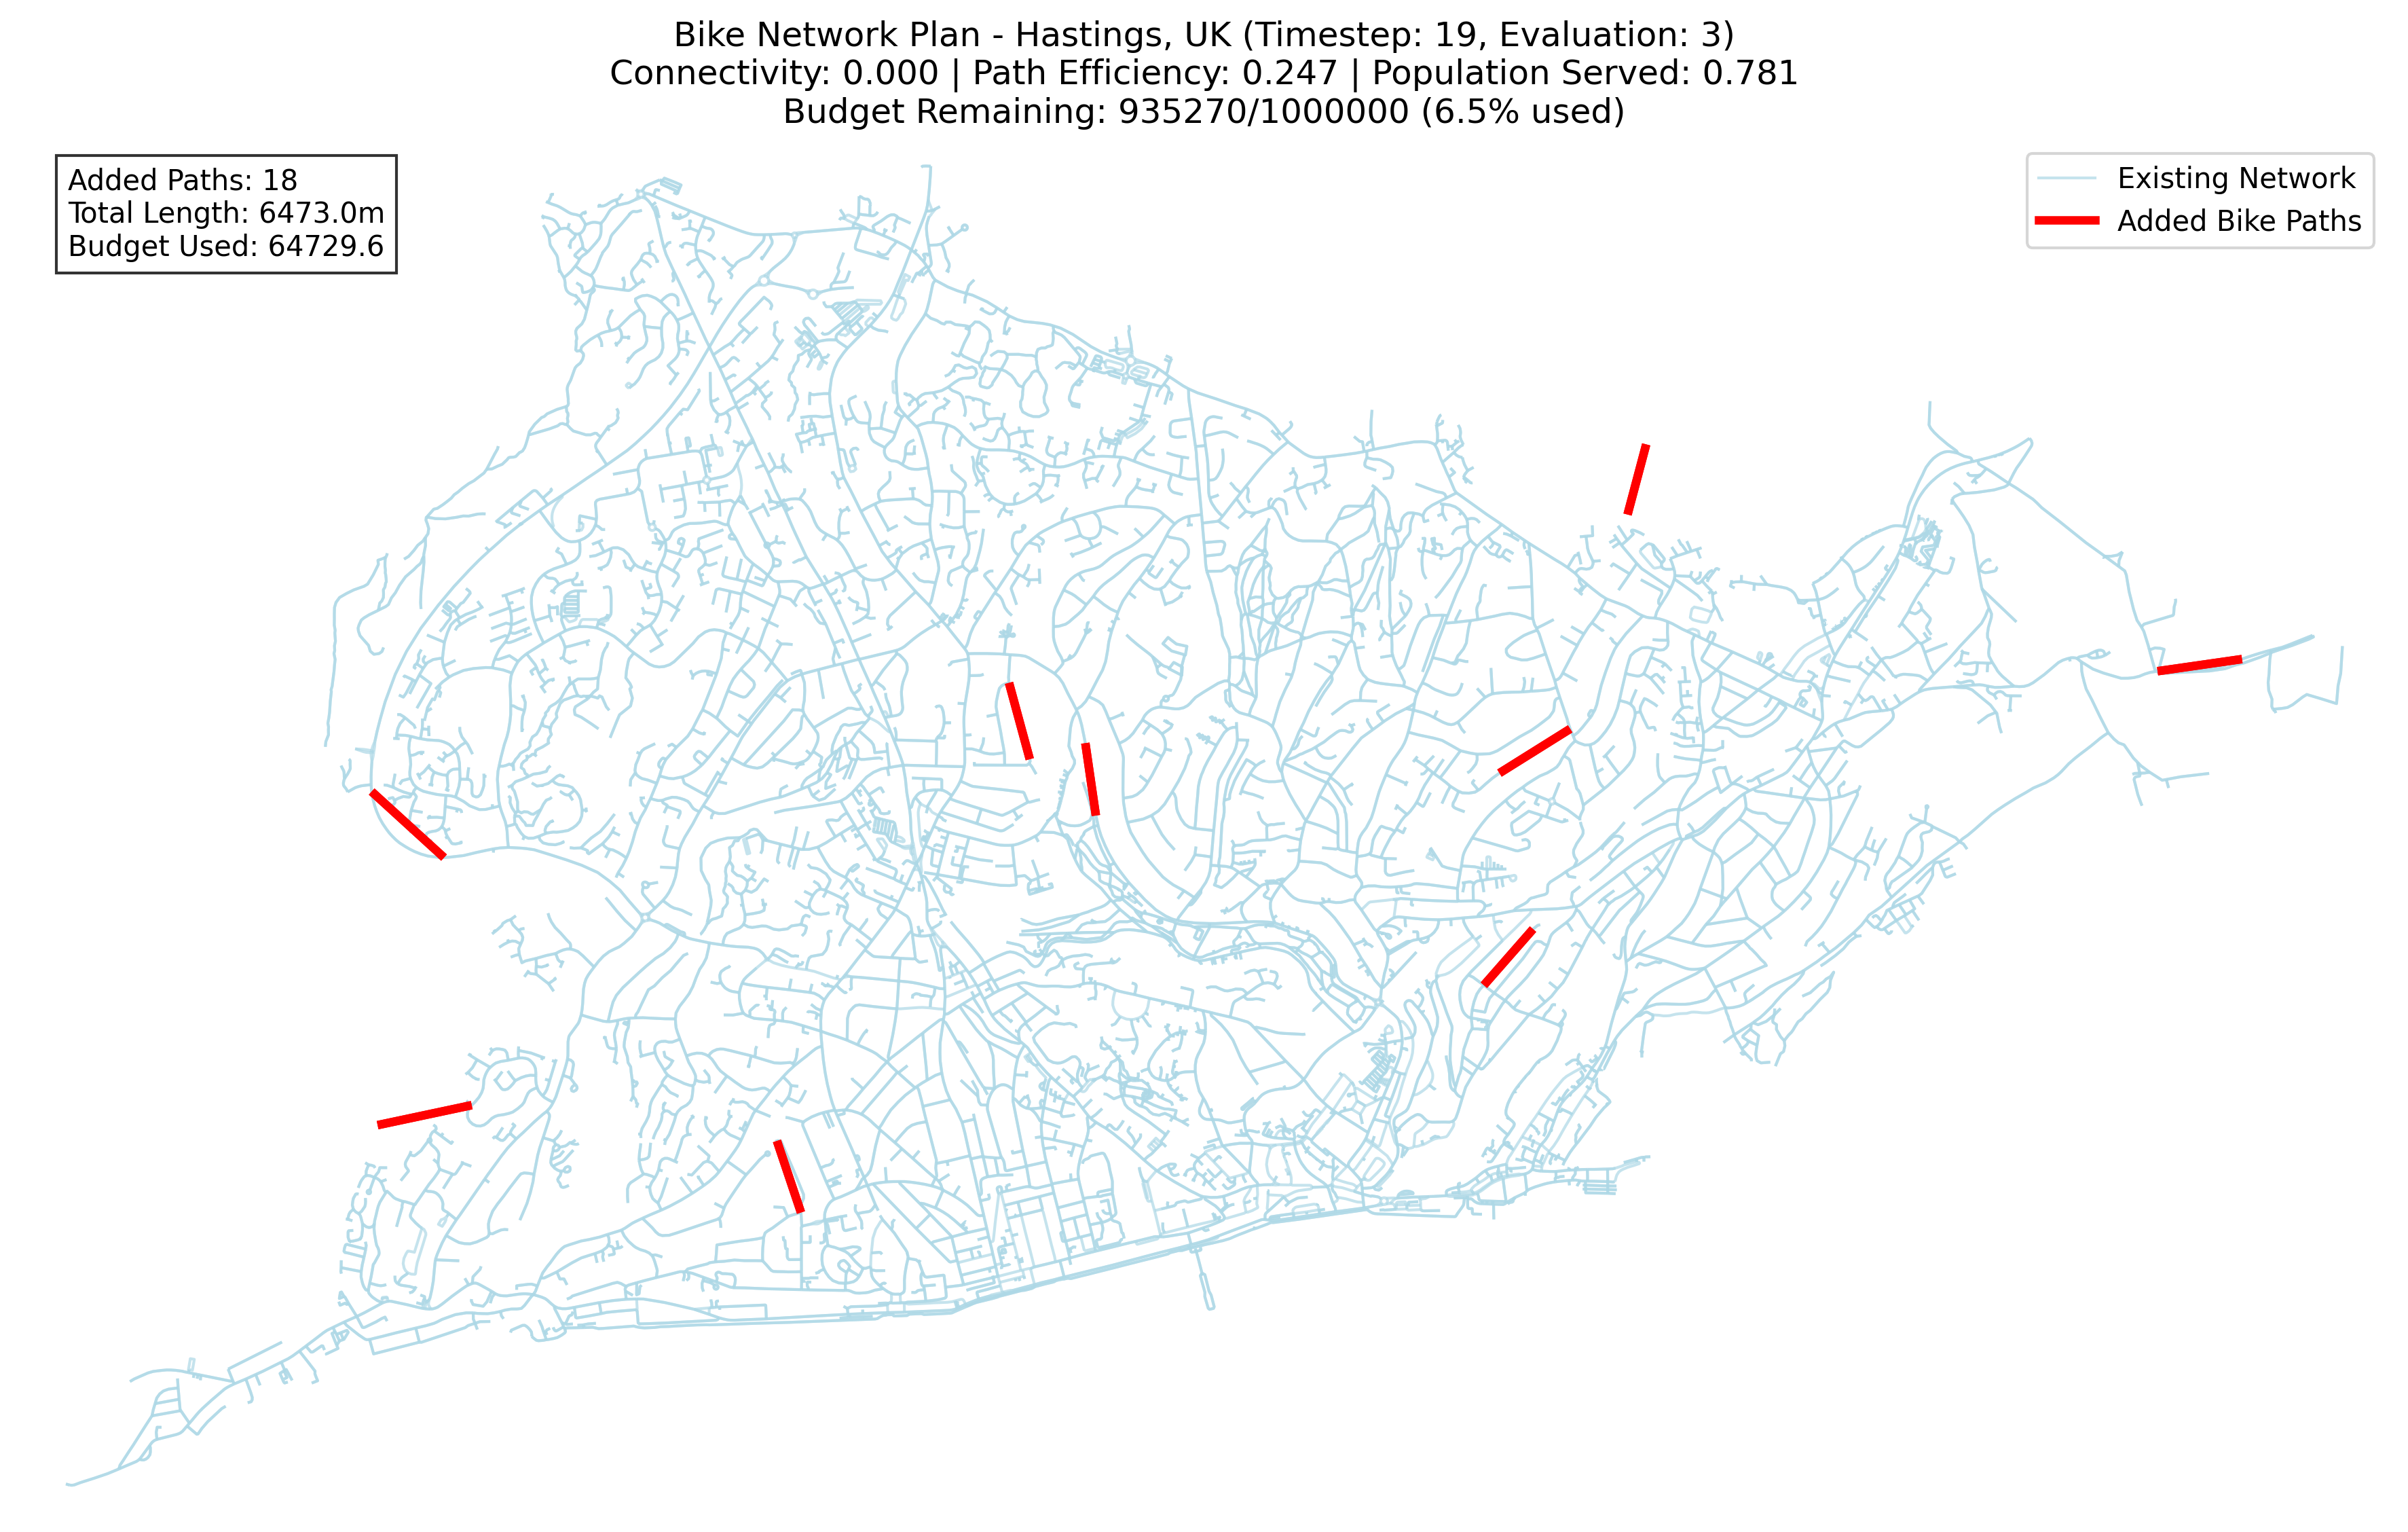 Bike Network Plan - Hastings, UK (Timestep: 19, Evaluation: 3)
Connectivity: 0.000 | Path Efficiency: 0.247 | Population Served: 0.781
Budget Remaining: 935270/1000000 (6.5% used)
Added Paths: 18
Total Length: 6473.0m
Budget Used: 64729.6
Existing Network
Added Bike Paths